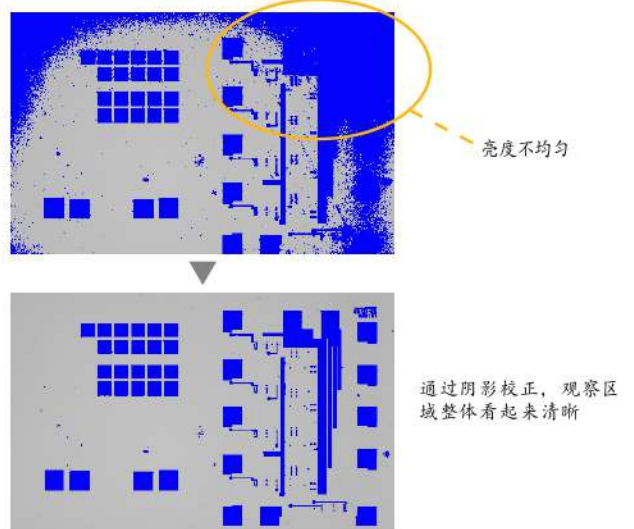 亮度不均匀
通过阴影校正，观察区
域整体看起来清晰